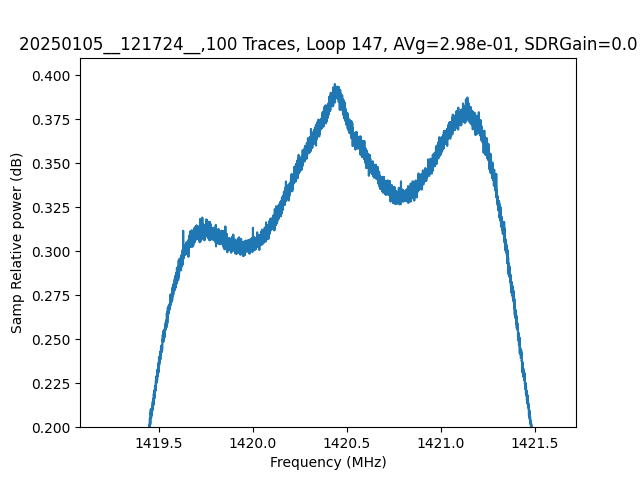 20250105__121724__,100 Traces, Loop 147, AVg=2.98e-01, SDRGain=0.0
0.400
0.375
0.350
0.325
0.300
0.275
0.250
0.225
0.200
Samp Relative power (dB)
1419.5 1420.0 1420.5 1421.0 1421.5
Frequency (MHz)